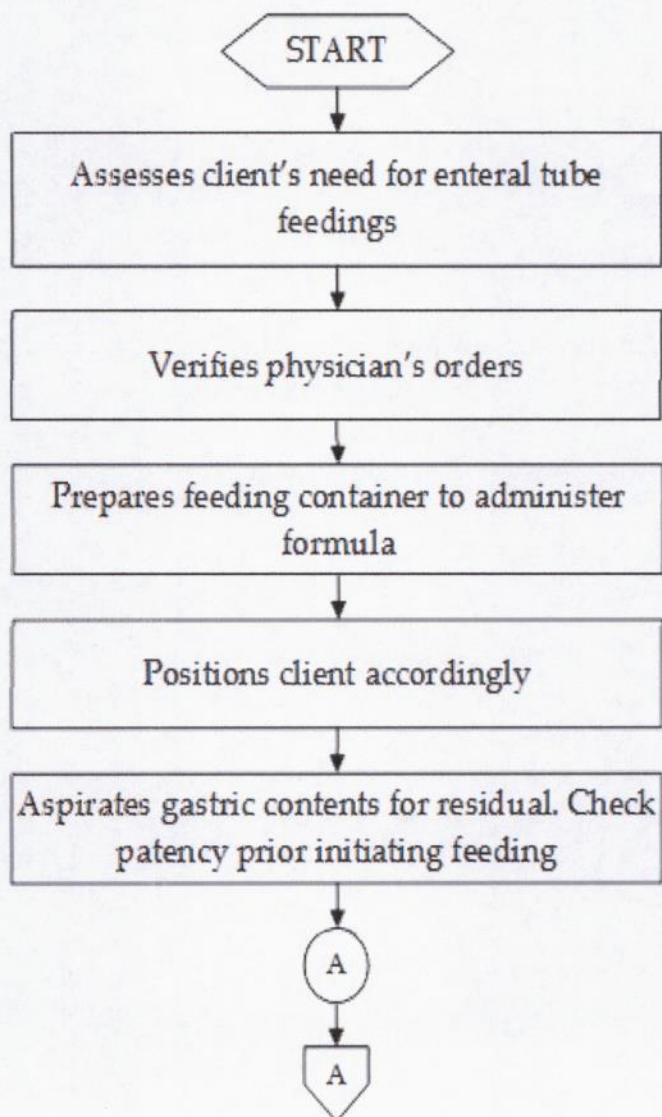 START
Assesses client's need for enteral tube
feedings
Verifies physician's orders
Prepares feeding container to administer
formula
Positions client accordingly
Aspirates gastric contents for residual. Check
patency prior initiating feeding
A
A